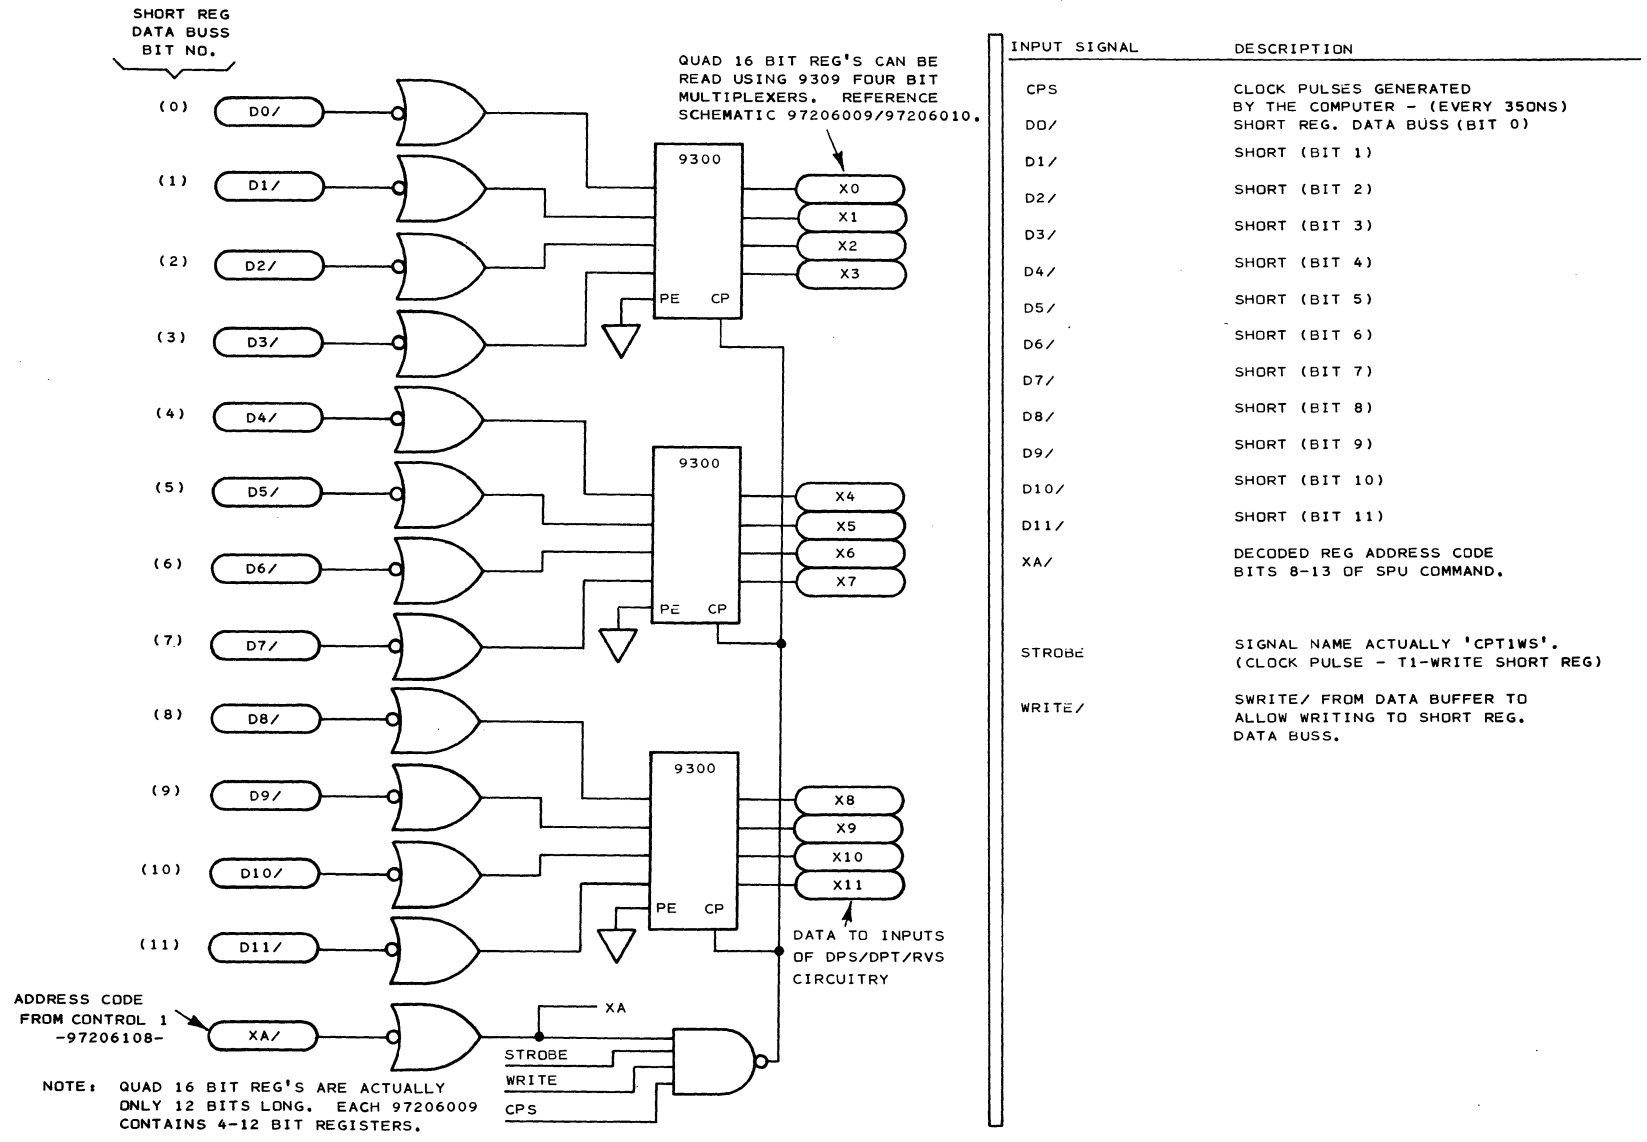 SHORT REG
DATA BUSS
BIT NO.
QUAD 16 BIT REG'S CAN BE
READ USING 9309 FOUR BIT
MULTIPLEXERS. REFERENCE
SCHEMATIC 97206009/97206010.
(0) D0/
(1) D1/
(2) D2/
(3) D3/
9300
PE CP
X0
X1
X2
X3
(4) D4/
(5) D5/
(6) D6/
(7) D7/
9300
PE CP
X4
X5
X6
X7
(8) D8/
(9) D9/
(10) D10/
(11) D11/
9300
PE CP
X8
X9
X10
X11
DATA TO INPUTS
OF DPS/DPT/RVS
CIRCUITRY
ADDRESS CODE
FROM CONTROL 1
-97206108-
XA/
XA
STROBE
WRITE
CPS
NOTE: QUAD 16 BIT REG'S ARE ACTUALLY
ONLY 12 BITS LONG. EACH 97206009
CONTAINS 4-12 BIT REGISTERS.
INPUT SIGNAL DESCRIPTION
CPS CLOCK PULSES GENERATED
BY THE COMPUTER - (EVERY 350NS)
D0/ SHORT REG. DATA BUSS (BIT 0)
D1/ SHORT (BIT 1)
D2/ SHORT (BIT 2)
D3/ SHORT (BIT 3)
D4/ SHORT (BIT 4)
D5/ SHORT (BIT 5)
D6/ SHORT (BIT 6)
D7/ SHORT (BIT 7)
D8/ SHORT (BIT 8)
D9/ SHORT (BIT 9)
D10/ SHORT (BIT 10)
D11/ SHORT (BIT 11)
XA/ DECODED REG ADDRESS CODE
BITS 8-13 OF SPU COMMAND.
STROBE SIGNAL NAME ACTUALLY 'CPT1WS'.
(CLOCK PULSE - T1-WRITE SHORT REG)
WRITE/ SWRITE/ FROM DATA BUFFER TO
ALLOW WRITING TO SHORT REG.
DATA BUSS.